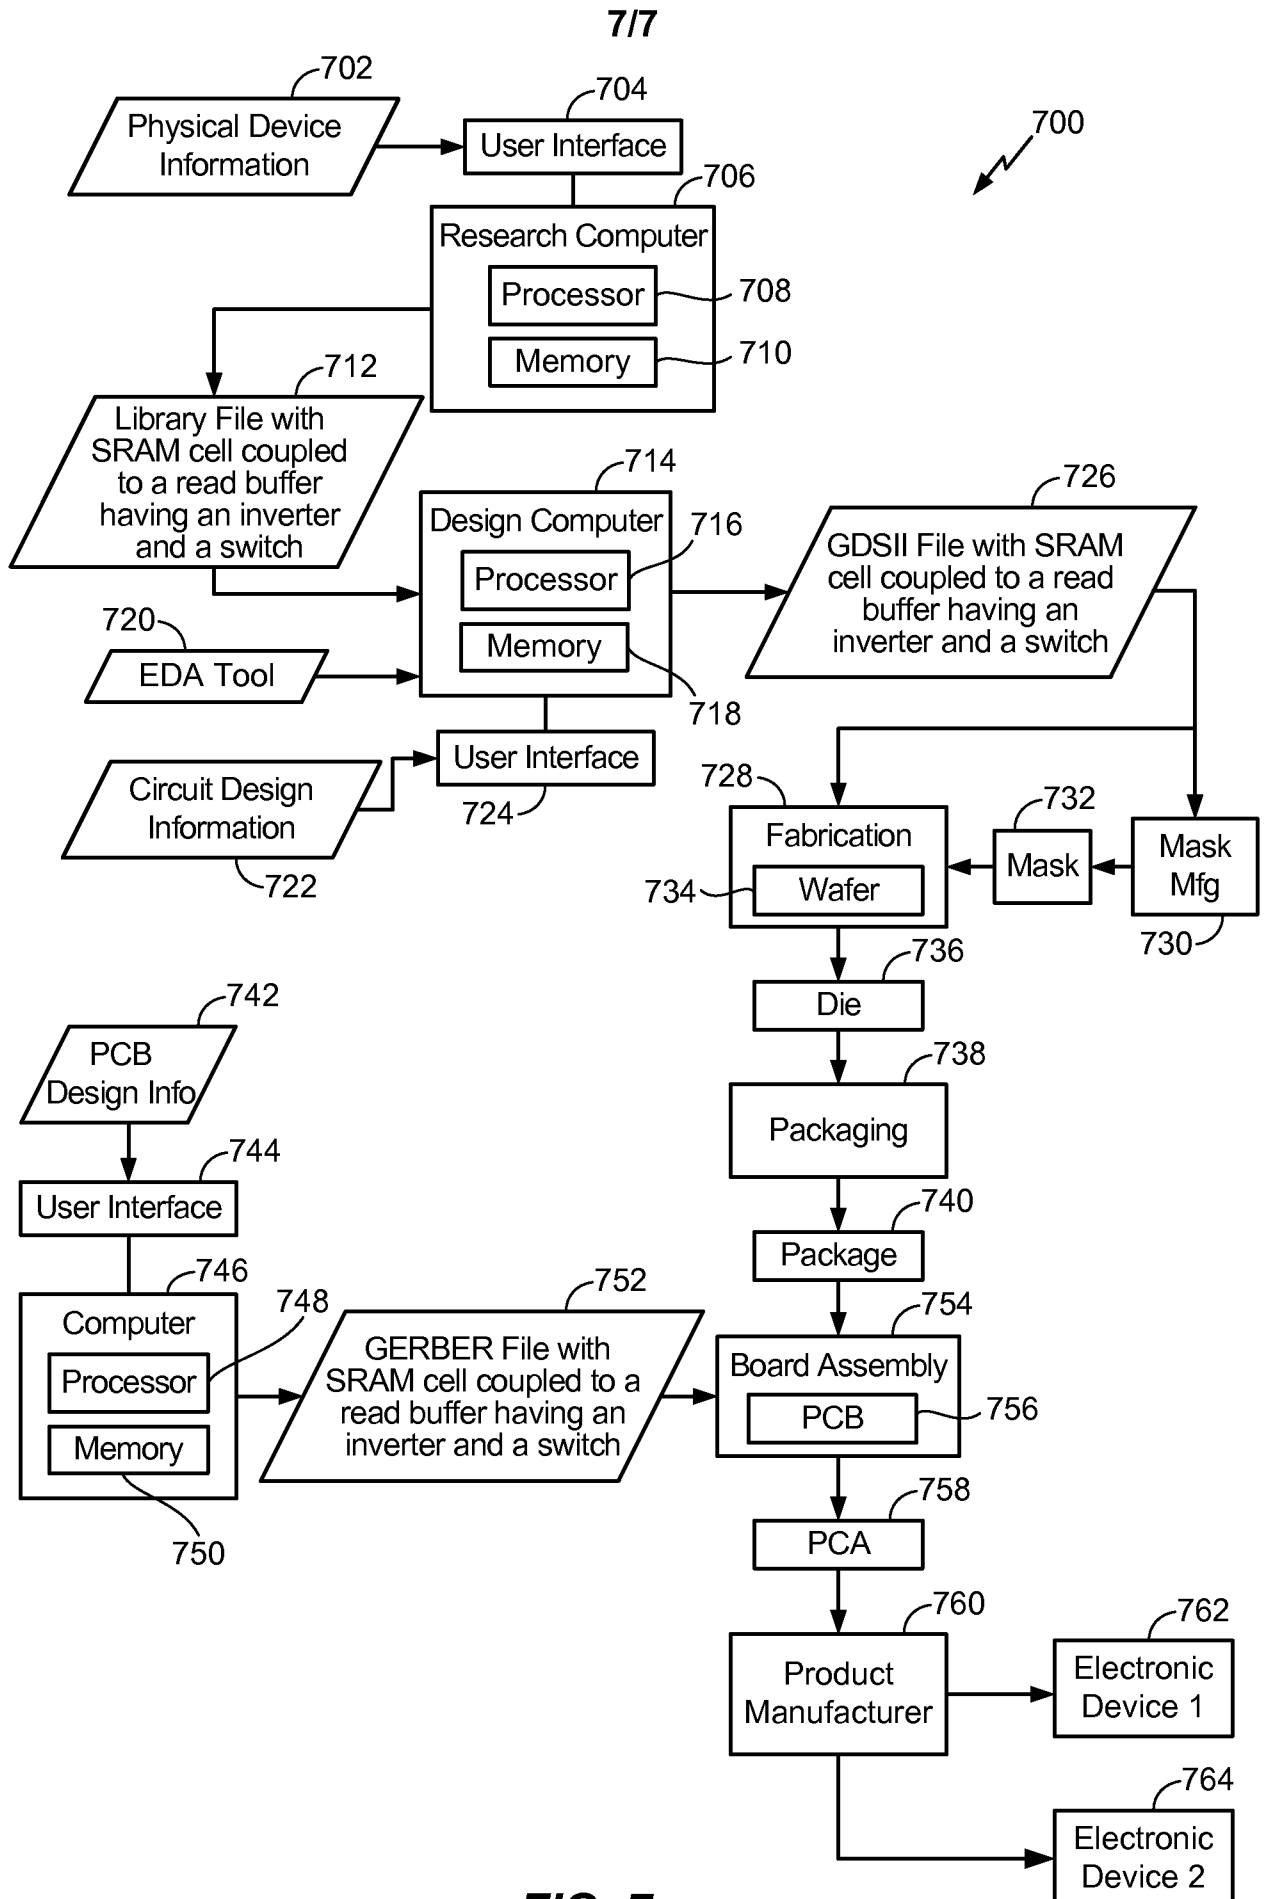 7/7
702
Physical Device
Information
704
User Interface
700
706
Research Computer
Processor
708
Memory
710
712
Library File with
SRAM cell coupled
to a read buffer
having an inverter
and a switch
714
Design Computer
Processor
716
Memory
718
720
EDA Tool
User Interface
724
Circuit Design
Information
722
726
GDSII File with SRAM
cell coupled to a read
buffer having an
inverter and a switch
728
Fabrication
734
Wafer
732
Mask
Mask
Mfg
730
736
Die
738
Packaging
740
Package
742
PCB
Design Info
744
User Interface
746
Computer
Processor
748
Memory
750
752
GERBER File with
SRAM cell coupled to a
read buffer having an
inverter and a switch
754
Board Assembly
PCB
756
758
PCA
760
Product
Manufacturer
762
Electronic
Device 1
764
Electronic
Device 2